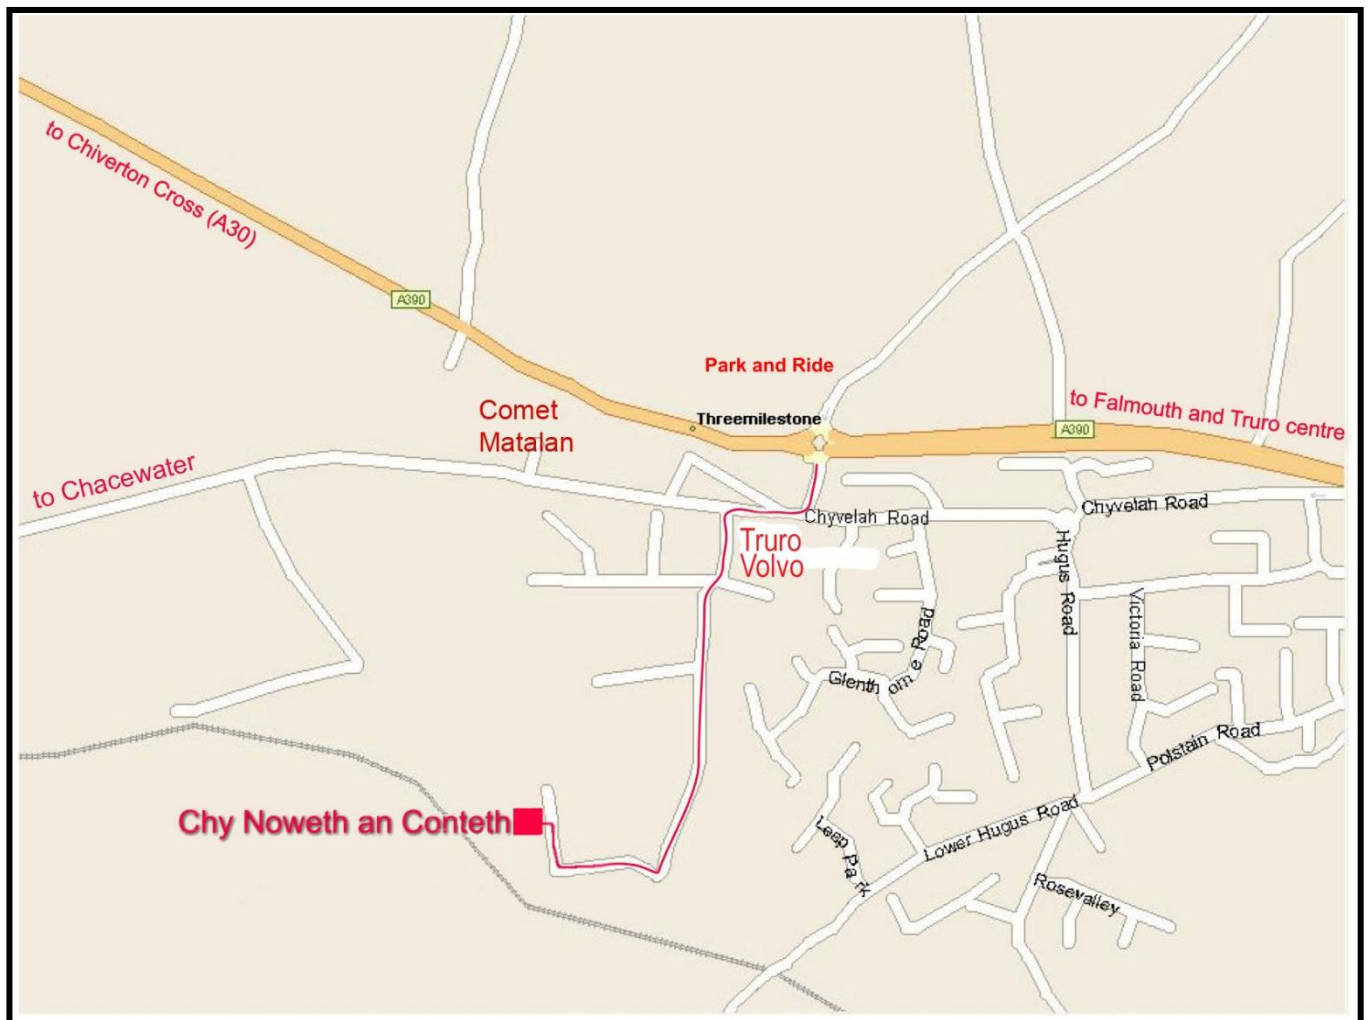 to Chiverton Cross (A30)
A390
Park and Ride
Threemilestone
to Falmouth and Truro centre
A390
Comet
Matalan
to Chacewater
Chyvelah Road
Chyvelah Road
Truro
Volvo
Hugus Road
Victoria Road
Glenthorne Road
Polstain Road
Chy Noweth an Conteth
Leap Park
Lower Hugus Road
Rosevalley